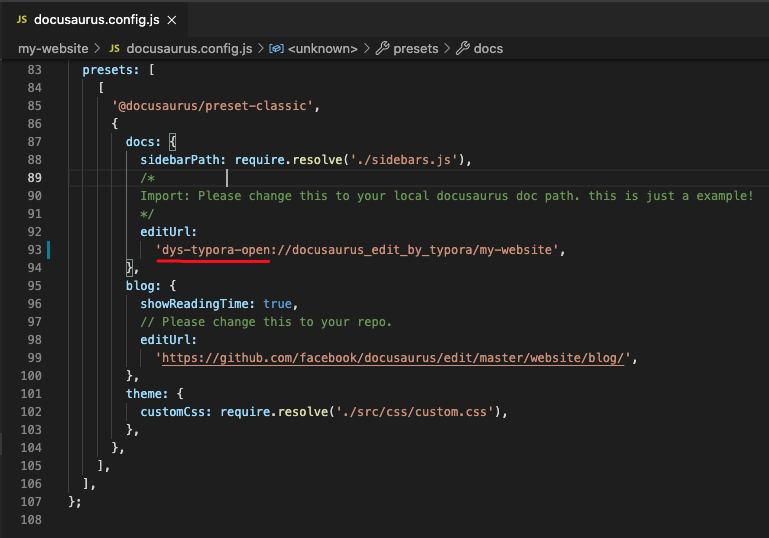 JS docusaurus.config.js ×
my-website > JS docusaurus.config.js > <unknown> > presets > docs
83 presets: [
84 [
85 '@docusaurus/preset-classic',
86 {
87 docs: {
88 sidebarPath: require.resolve('./sidebars.js'),
89 /*
90 Import: Please change this to your local docusaurus doc path. this is just a example!
91 */
92 editUrl:
93 'dys-typora-open://docusaurus_edit_by_typora/my-website',
94 },
95 blog: {
96 showReadingTime: true,
97 // Please change this to your repo.
98 editUrl:
99 'https://github.com/facebook/docusaurus/edit/master/website/blog/',
100 },
101 theme: {
102 customCss: require.resolve('./src/css/custom.css'),
103 },
104 },
105 ],
106 ],
107 };
108